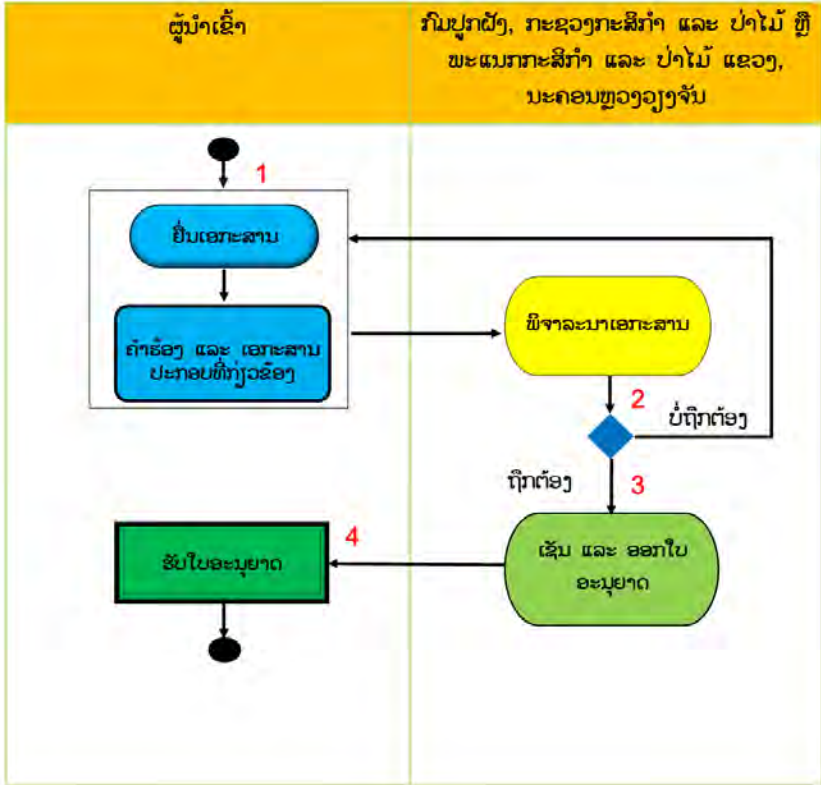 ຜູ້ນຳເຂົ້າ
ກົມປູກຝັງ, ກະຊວງກະສິກຳ ແລະ ປ່າໄມ້ ຫຼື
ພະແນກກະສິກຳ ແລະ ປ່າໄມ້ ແຂວງ,
ນະຄອນຫຼວງວຽງຈັນ
1
ຢື່ນເອກະສານ
ຄຳຮ້ອງ ແລະ ເອກະສານ
ປະກອບທີ່ກ່ຽວຂ້ອງ
ພິຈາລະນາເອກະສານ
2
ບໍ່ຖືກຕ້ອງ
ຖືກຕ້ອງ
3
ເຊັນ ແລະ ອອກໃບ
ອະນຸຍາດ
4
ຮັບໃບອະນຸຍາດ